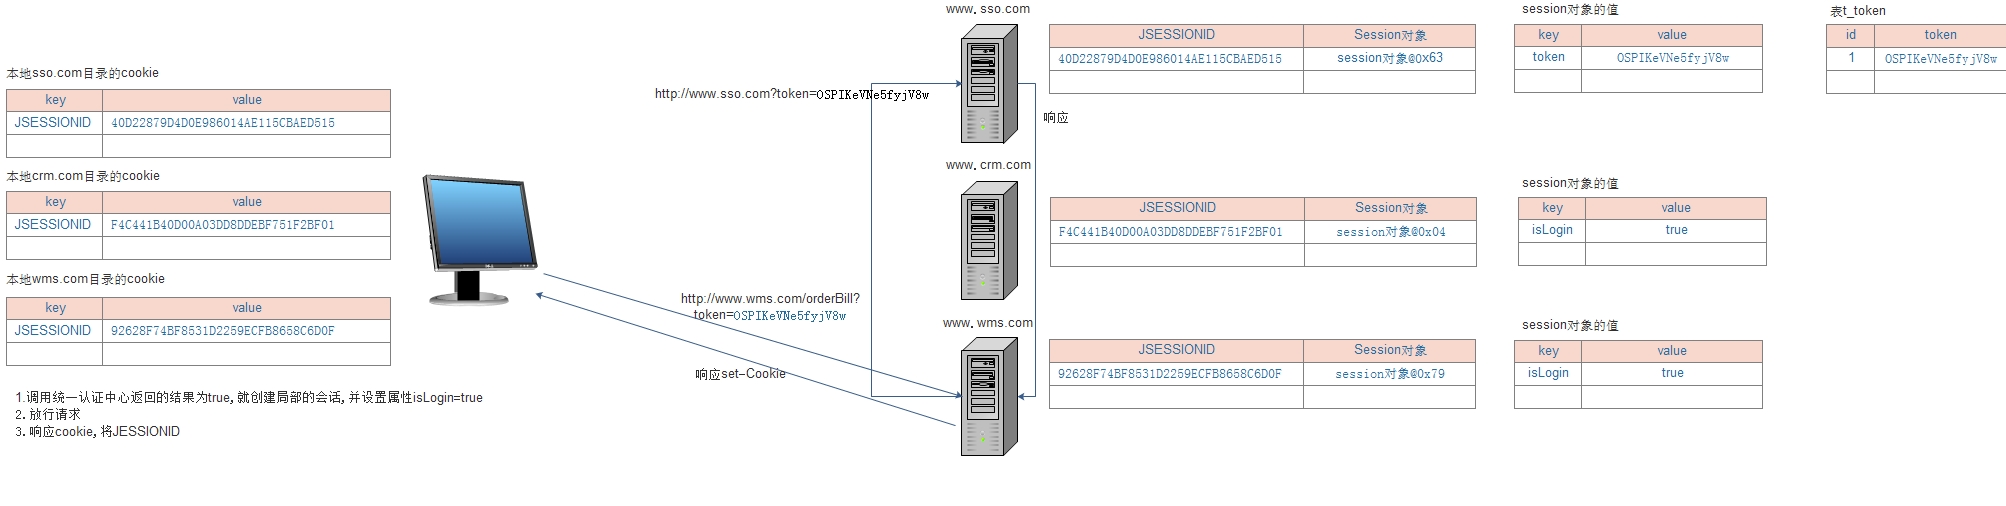 本地sso.com目录的cookie
key value
JSESSIONID 40D22879D4D0E986014AE115CBAED515
本地crm.com目录的cookie
key value
JSESSIONID F4C441B40D00A03DD8DDEBF751F2BF01
本地wms.com目录的cookie
key value
JSESSIONID 92628F74BF8531D2259ECFB8658C6D0F
1.调用统一认证中心返回的结果为true,就创建局部的会话,并设置属性isLogin=true
2.放行请求
3.响应cookie,将JESSIONID
http://www.sso.com?token=OSPIKeVNe5fyjV8w
http://www.wms.com/orderBill?
token=OSPIKeVNe5fyjV8w
响应set-Cookie
响应
www.sso.com
JSESSIONID Session对象
40D22879D4D0E986014AE115CBAED515 session对象@0x63
session对象的值
key value
token OSPIKeVNe5fyjV8w
表t_token
id token
1 OSPIKeVNe5fyjV8w
www.crm.com
JSESSIONID Session对象
F4C441B40D00A03DD8DDEBF751F2BF01 session对象@0x04
session对象的值
key value
isLogin true
www.wms.com
JSESSIONID Session对象
92628F74BF8531D2259ECFB8658C6D0F session对象@0x79
session对象的值
key value
isLogin true